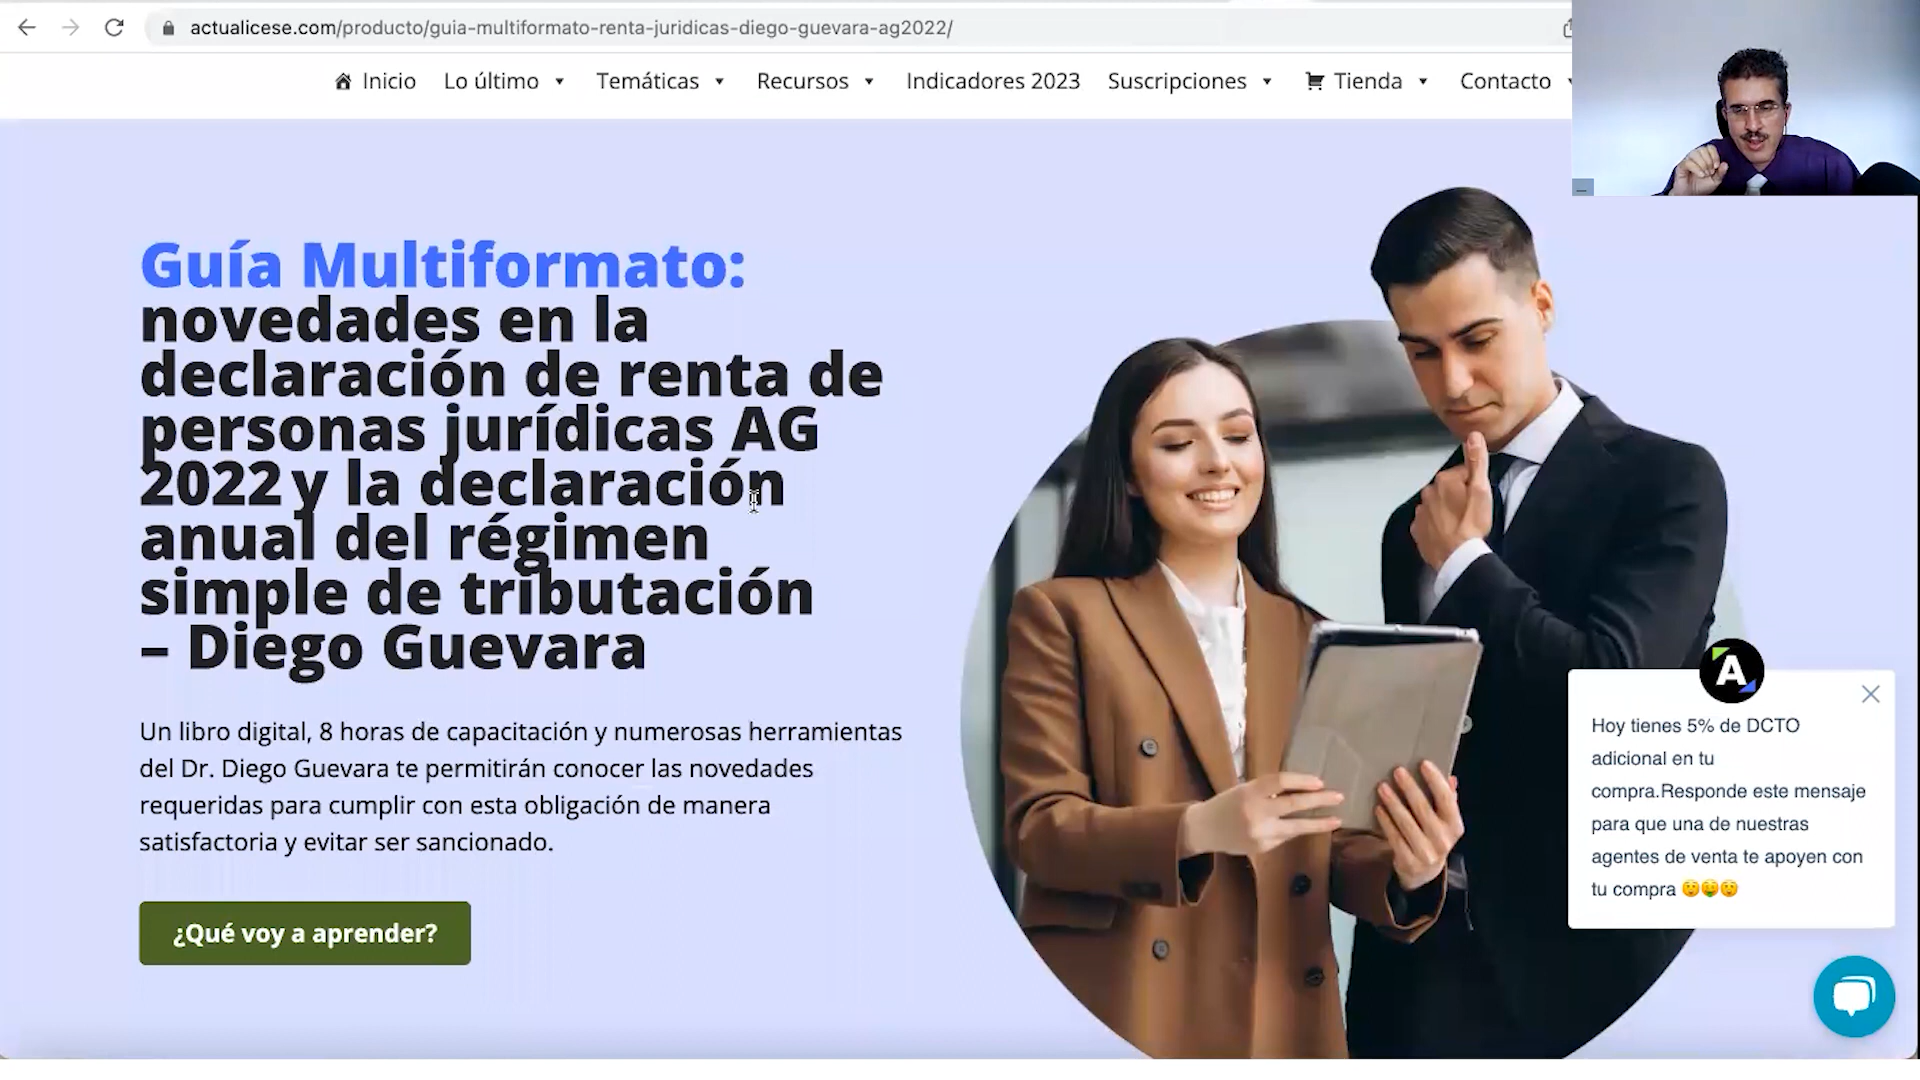 actualicese.com/producto/guia-multiformato-renta-juridicas-diego-guevara-ag2022/
Inicio Lo último Temáticas Recursos Indicadores 2023 Suscripciones Tienda Contacto
Guía Multiformato:
novedades en la
declaración de renta de
personas jurídicas AG
2022 y la declaración
anual del régimen
simple de tributación
– Diego Guevara
Un libro digital, 8 horas de capacitación y numerosas herramientas
del Dr. Diego Guevara te permitirán conocer las novedades
requeridas para cumplir con esta obligación de manera
satisfactoria y evitar ser sancionado.
¿Qué voy a aprender?
A
Hoy tienes 5% de DCTO
adicional en tu
compra.Responde este mensaje
para que una de nuestras
agentes de venta te apoyen con
tu compra